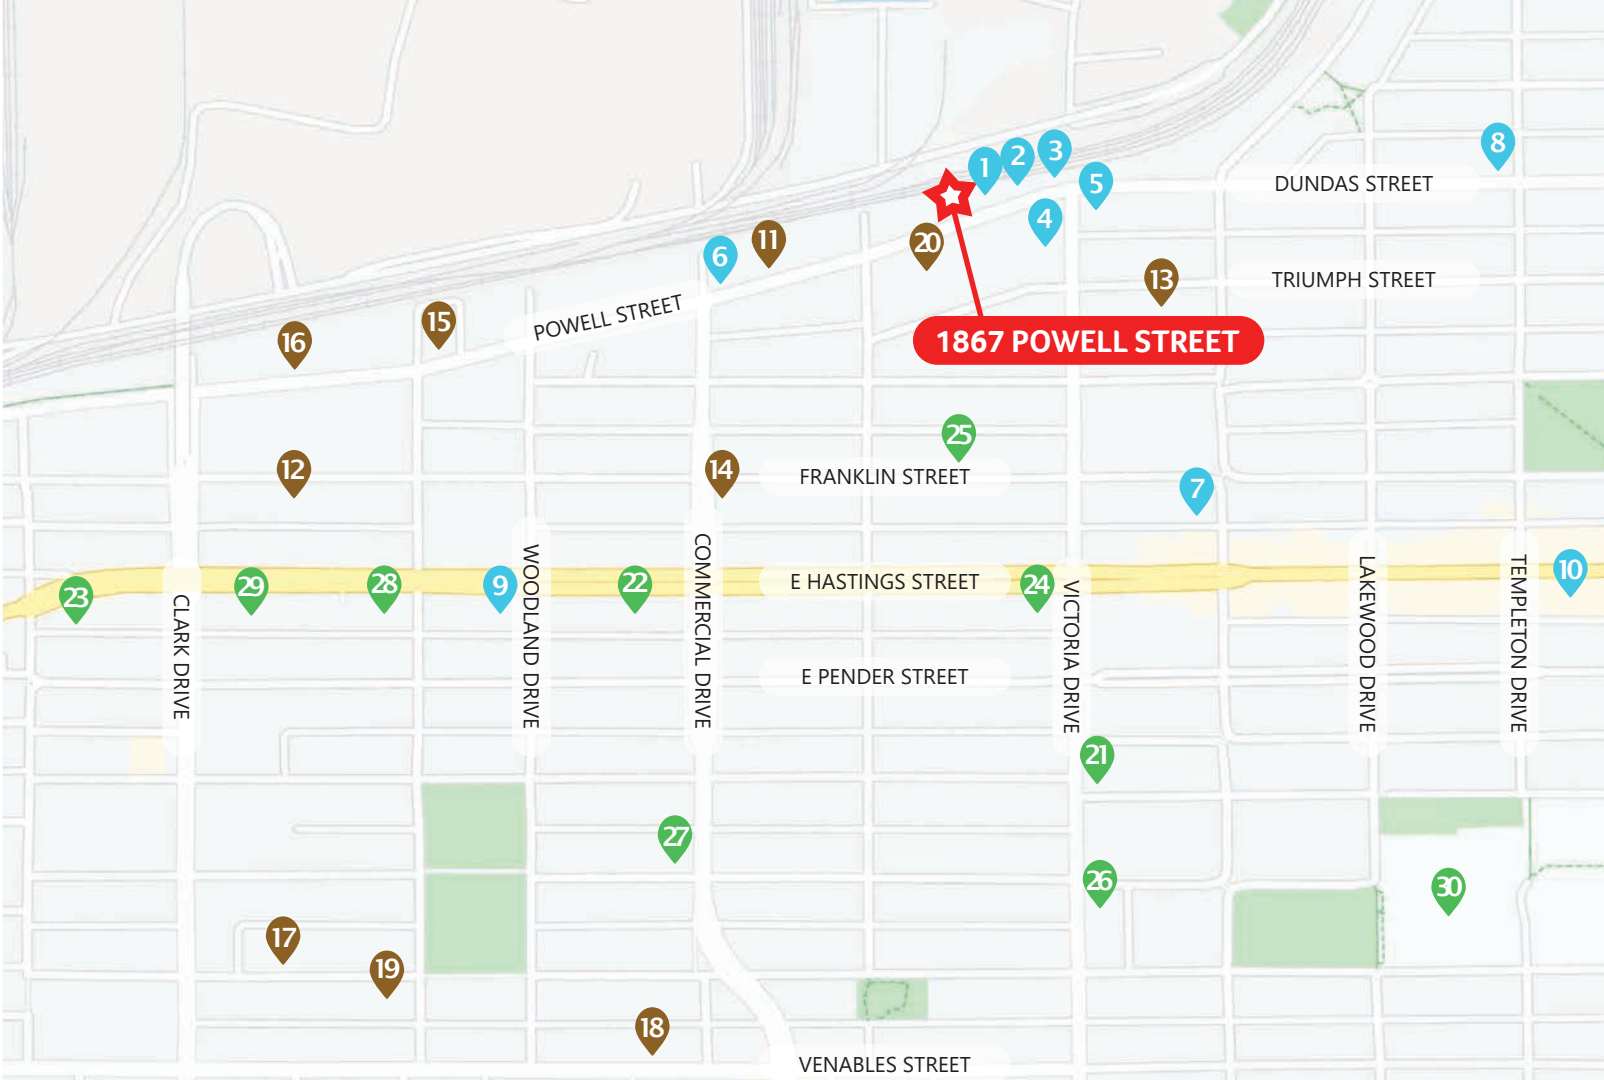 8
3
2
1
5
DUNDAS STREET
4
11
20
6
13
TRIUMPH STREET
POWELL STREET
15
16
1867 POWELL STREET
25
12
14
FRANKLIN STREET
7
10
E HASTINGS STREET
23
29
28
9
22
24
CLARK DRIVE
WOODLAND DRIVE
COMMERCIAL DRIVE
VICTORIA DRIVE
LAKEWOOD DRIVE
TEMPLETON DRIVE
E PENDER STREET
21
27
26
30
17
19
18
VENABLES STREET